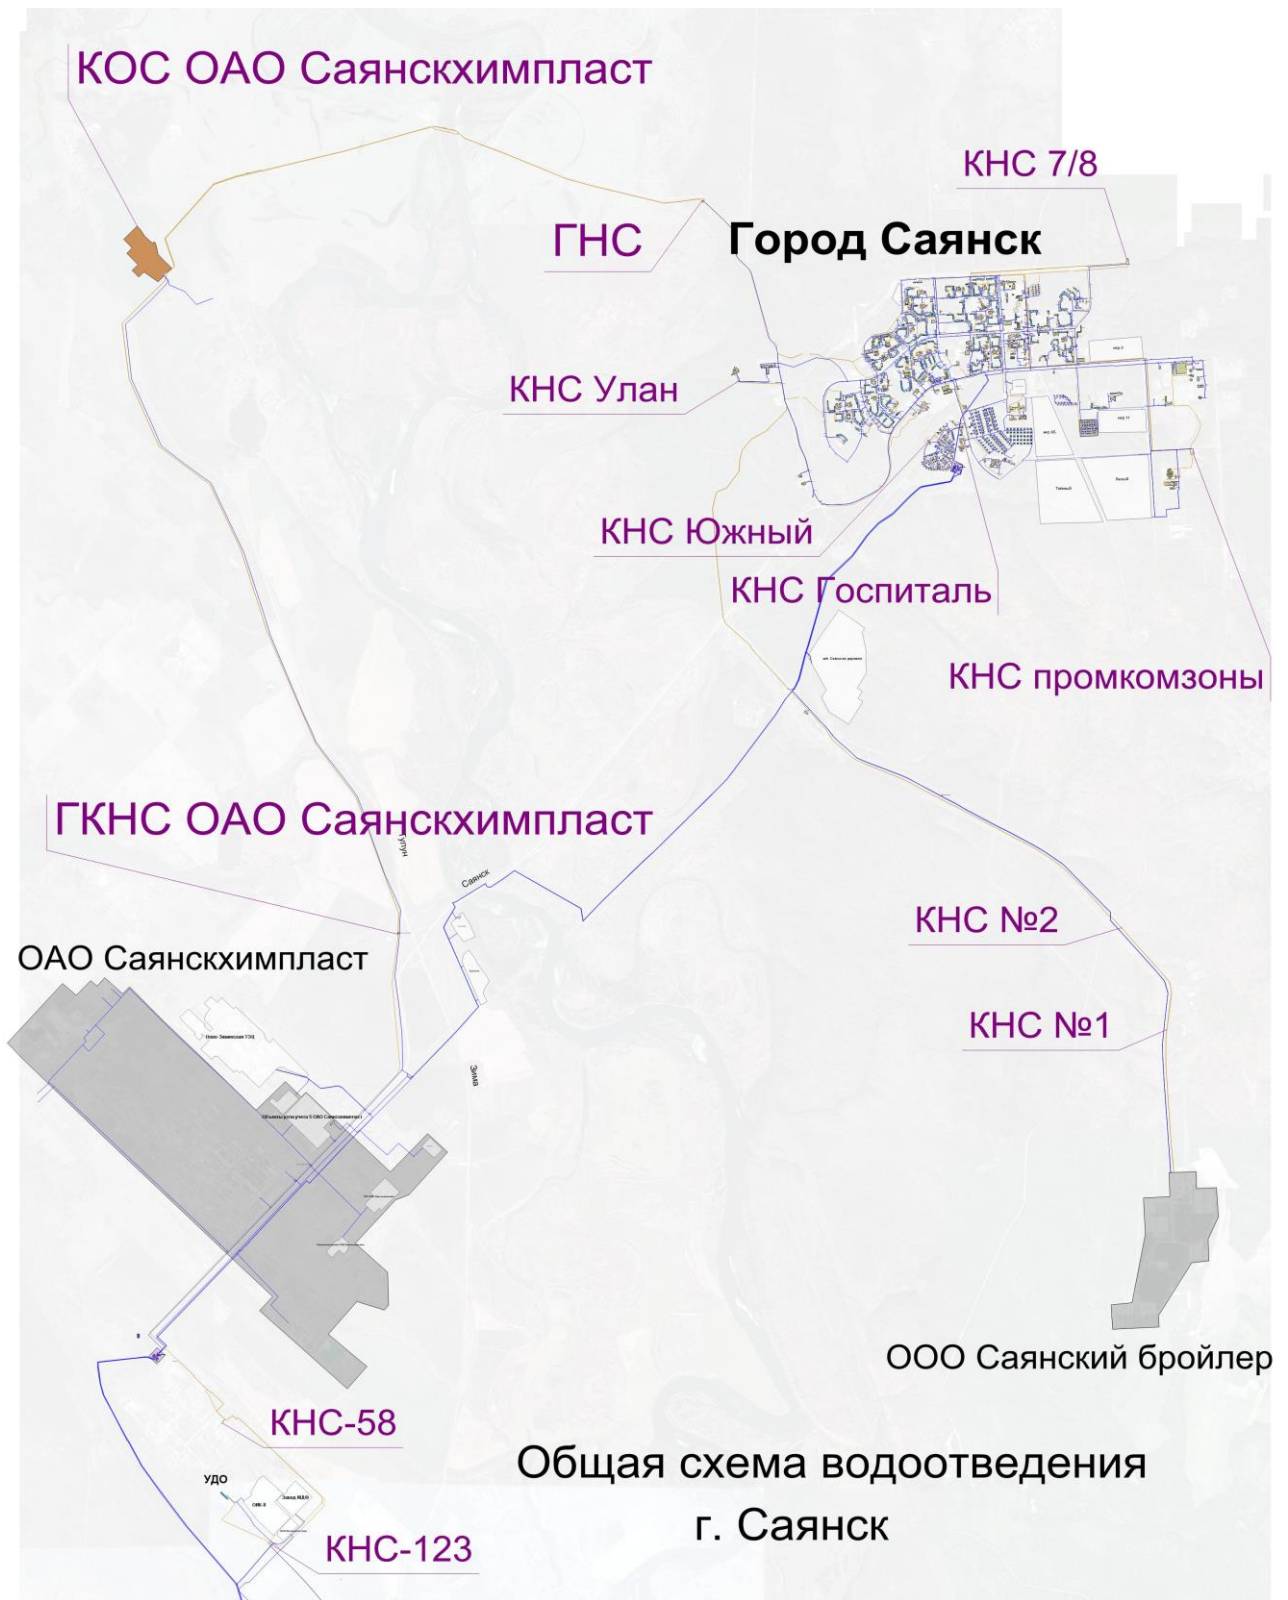 КОС ОАО Саянскхимпласт
КНС 7/8
ГНС
Город Саянск
КНС Улан
КНС Южный
КНС Госпиталь
КНС промкомзоны
ГКНС ОАО Саянскхимпласт
Саянск
КНС №2
ОАО Саянскхимпласт
КНС №1
Зима
ООО Саянский бройлер
КНС-58
Общая схема водоотведения
г. Саянск
УДО
КНС-123